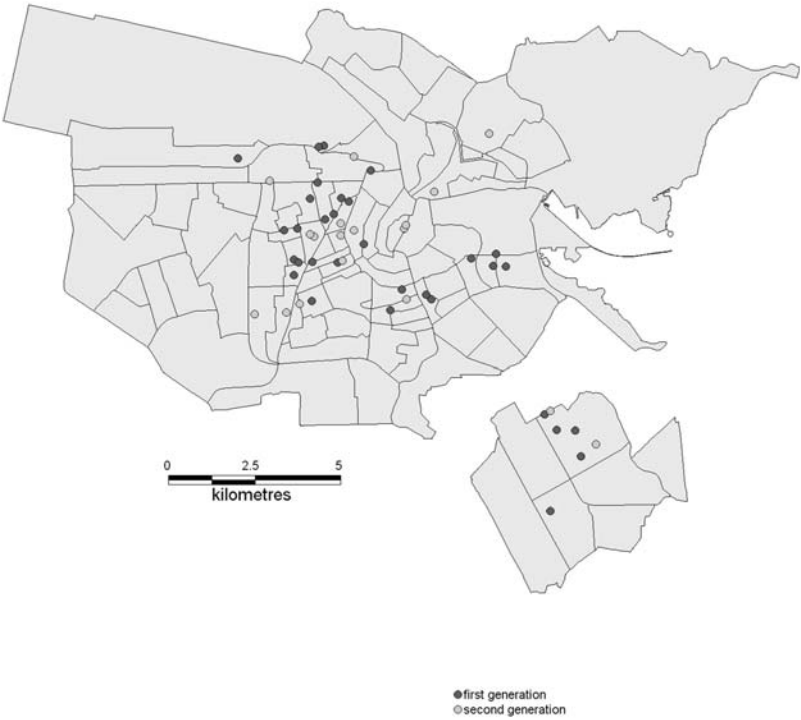 0 2.5 5
kilometres
first generation
second generation